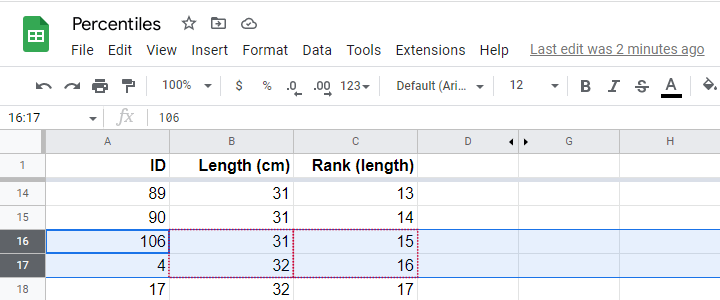 Percentiles
File Edit View Insert Format Data Tools Extensions Help Last edit was 2 minutes ago
100% $ % .0 .00 123 Default (Ari... 12 B I S A
16:17 fx 106
A B C D G H
1 ID Length (cm) Rank (length)
14 89 31 13
15 90 31 14
16 106 31 15
17 4 32 16
18 17 32 17